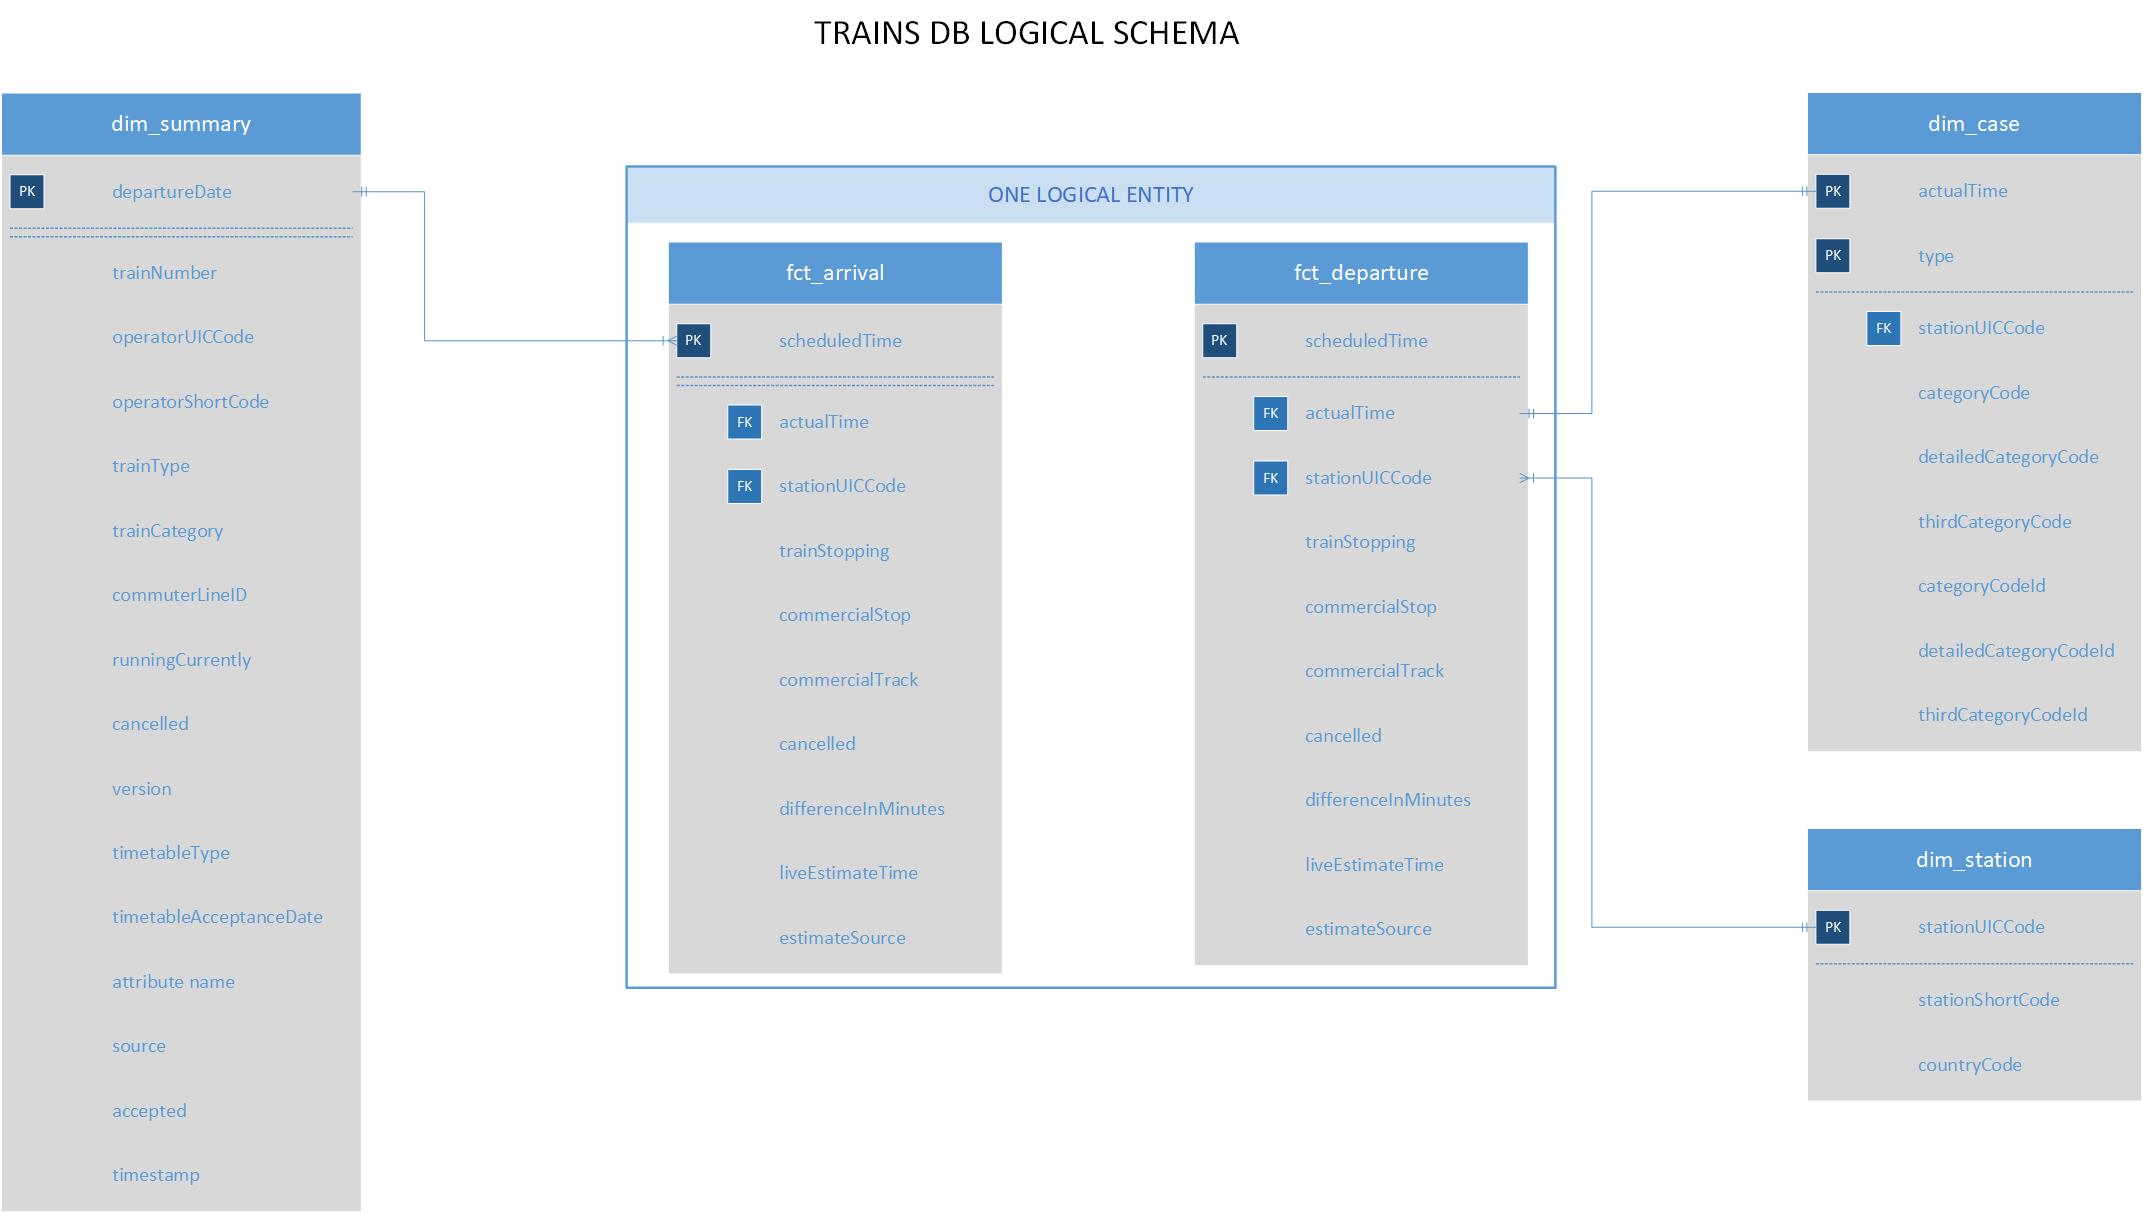 TRAINS DB LOGICAL SCHEMA
dim_summary
PK departureDate
trainNumber
operatorUICCode
operatorShortCode
trainType
trainCategory
commuterLineID
runningCurrently
cancelled
version
timetableType
timetableAcceptanceDate
attribute name
source
accepted
timestamp
ONE LOGICAL ENTITY
fct_arrival
PK scheduledTime
FK actualTime
FK stationUICCode
trainStopping
commercialStop
commercialTrack
cancelled
differenceInMinutes
liveEstimateTime
estimateSource
fct_departure
PK scheduledTime
FK actualTime
FK stationUICCode
trainStopping
commercialStop
commercialTrack
cancelled
differenceInMinutes
liveEstimateTime
estimateSource
dim_case
PK actualTime
PK type
FK stationUICCode
categoryCode
detailedCategoryCode
thirdCategoryCode
categoryCodeId
detailedCategoryCodeId
thirdCategoryCodeId
dim_station
PK stationUICCode
stationShortCode
countryCode